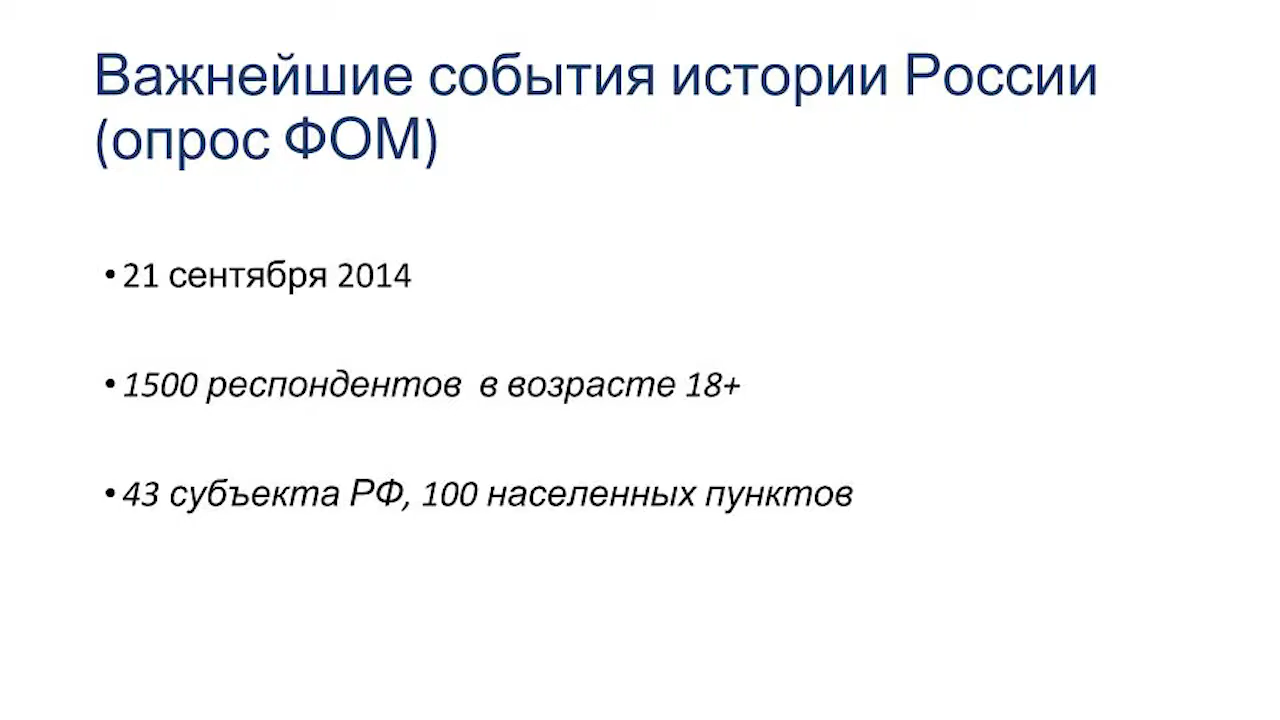 Важнейшие события истории России
(опрос ФОМ)
•21 сентября 2014
•1500 респондентов в возрасте 18+
•43 субъекта РФ, 100 населенных пунктов